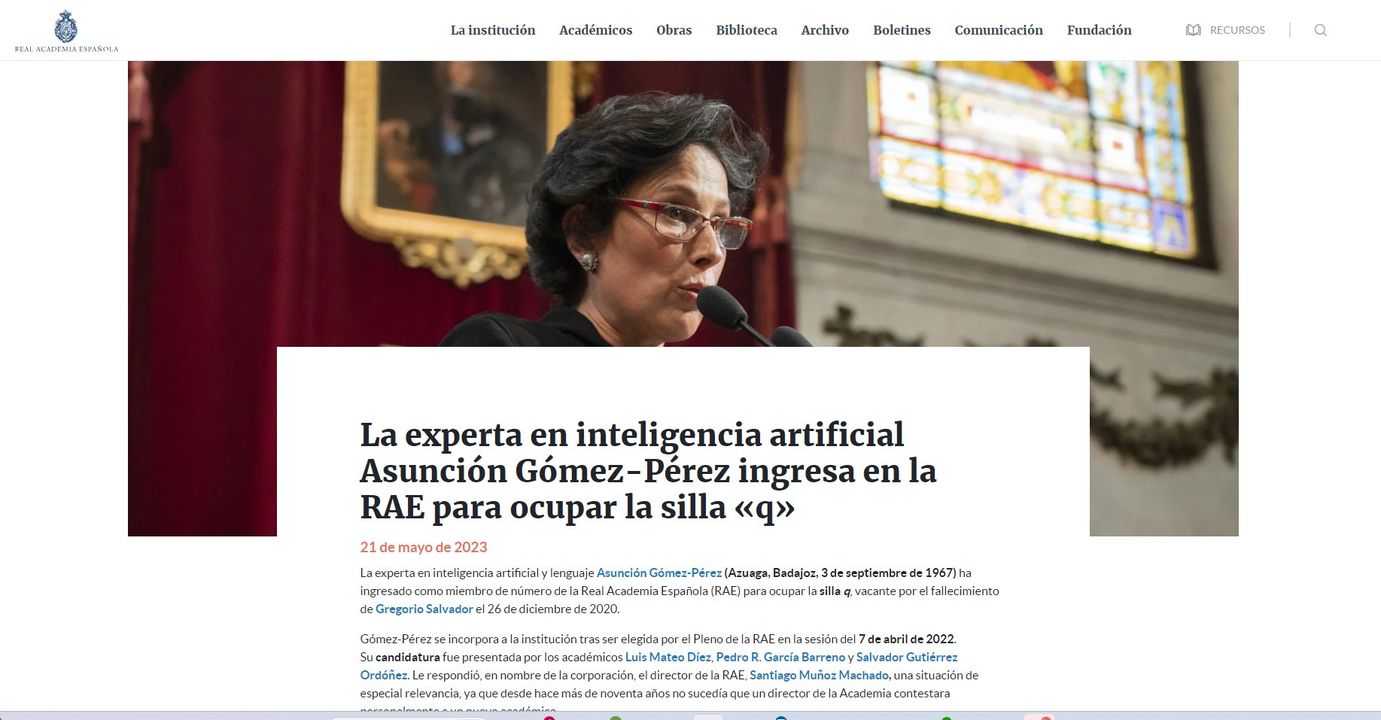 REAL ACADEMIA ESPAÑOLA
La institución Académicos Obras Biblioteca Archivo Boletines Comunicación Fundación RECURSOS
La experta en inteligencia artificial
Asunción Gómez-Pérez ingresa en la
RAE para ocupar la silla «q»
21 de mayo de 2023
La experta en inteligencia artificial y lenguaje Asunción Gómez-Pérez (Azuaga, Badajoz, 3 de septiembre de 1967) ha
ingresado como miembro de número de la Real Academia Española (RAE) para ocupar la silla q, vacante por el fallecimiento
de Gregorio Salvador el 26 de diciembre de 2020.
Gómez-Pérez se incorpora a la institución tras ser elegida por el Pleno de la RAE en la sesión del 7 de abril de 2022.
Su candidatura fue presentada por los académicos Luis Mateo Díez, Pedro R. García Barreno y Salvador Gutiérrez
Ordóñez. Le respondió, en nombre de la corporación, el director de la RAE, Santiago Muñoz Machado, una situación de
especial relevancia, ya que desde hace más de noventa años no sucedía que un director de la Academia contestara
personalmente a un nuevo académico.